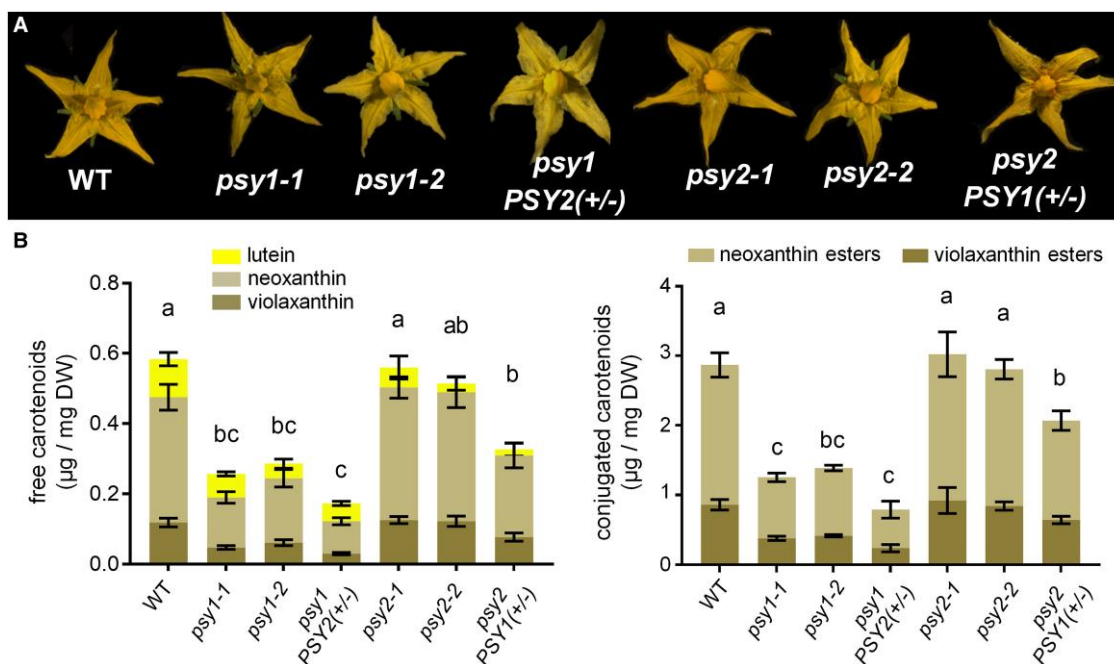 A
WT
psy1-1
psy1-2
psy1
PSY2(+/-)
psy2-1
psy2-2
psy2
PSY1(+/-)
B
lutein
neoxanthin
violaxanthin
free carotenoids
(µg / mg DW)
0.8
0.6
0.4
0.2
0.0
a
bc
bc
c
a
ab
b
WT
psy1-1
psy1-2
psy1
PSY2(+/-)
psy2-1
psy2-2
psy2
PSY1(+/-)
neoxanthin esters
violaxanthin esters
conjugated carotenoids
(µg / mg DW)
4
3
2
1
0
a
c
bc
c
a
a
b
WT
psy1-1
psy1-2
psy1
PSY2(+/-)
psy2-1
psy2-2
psy2
PSY1(+/-)